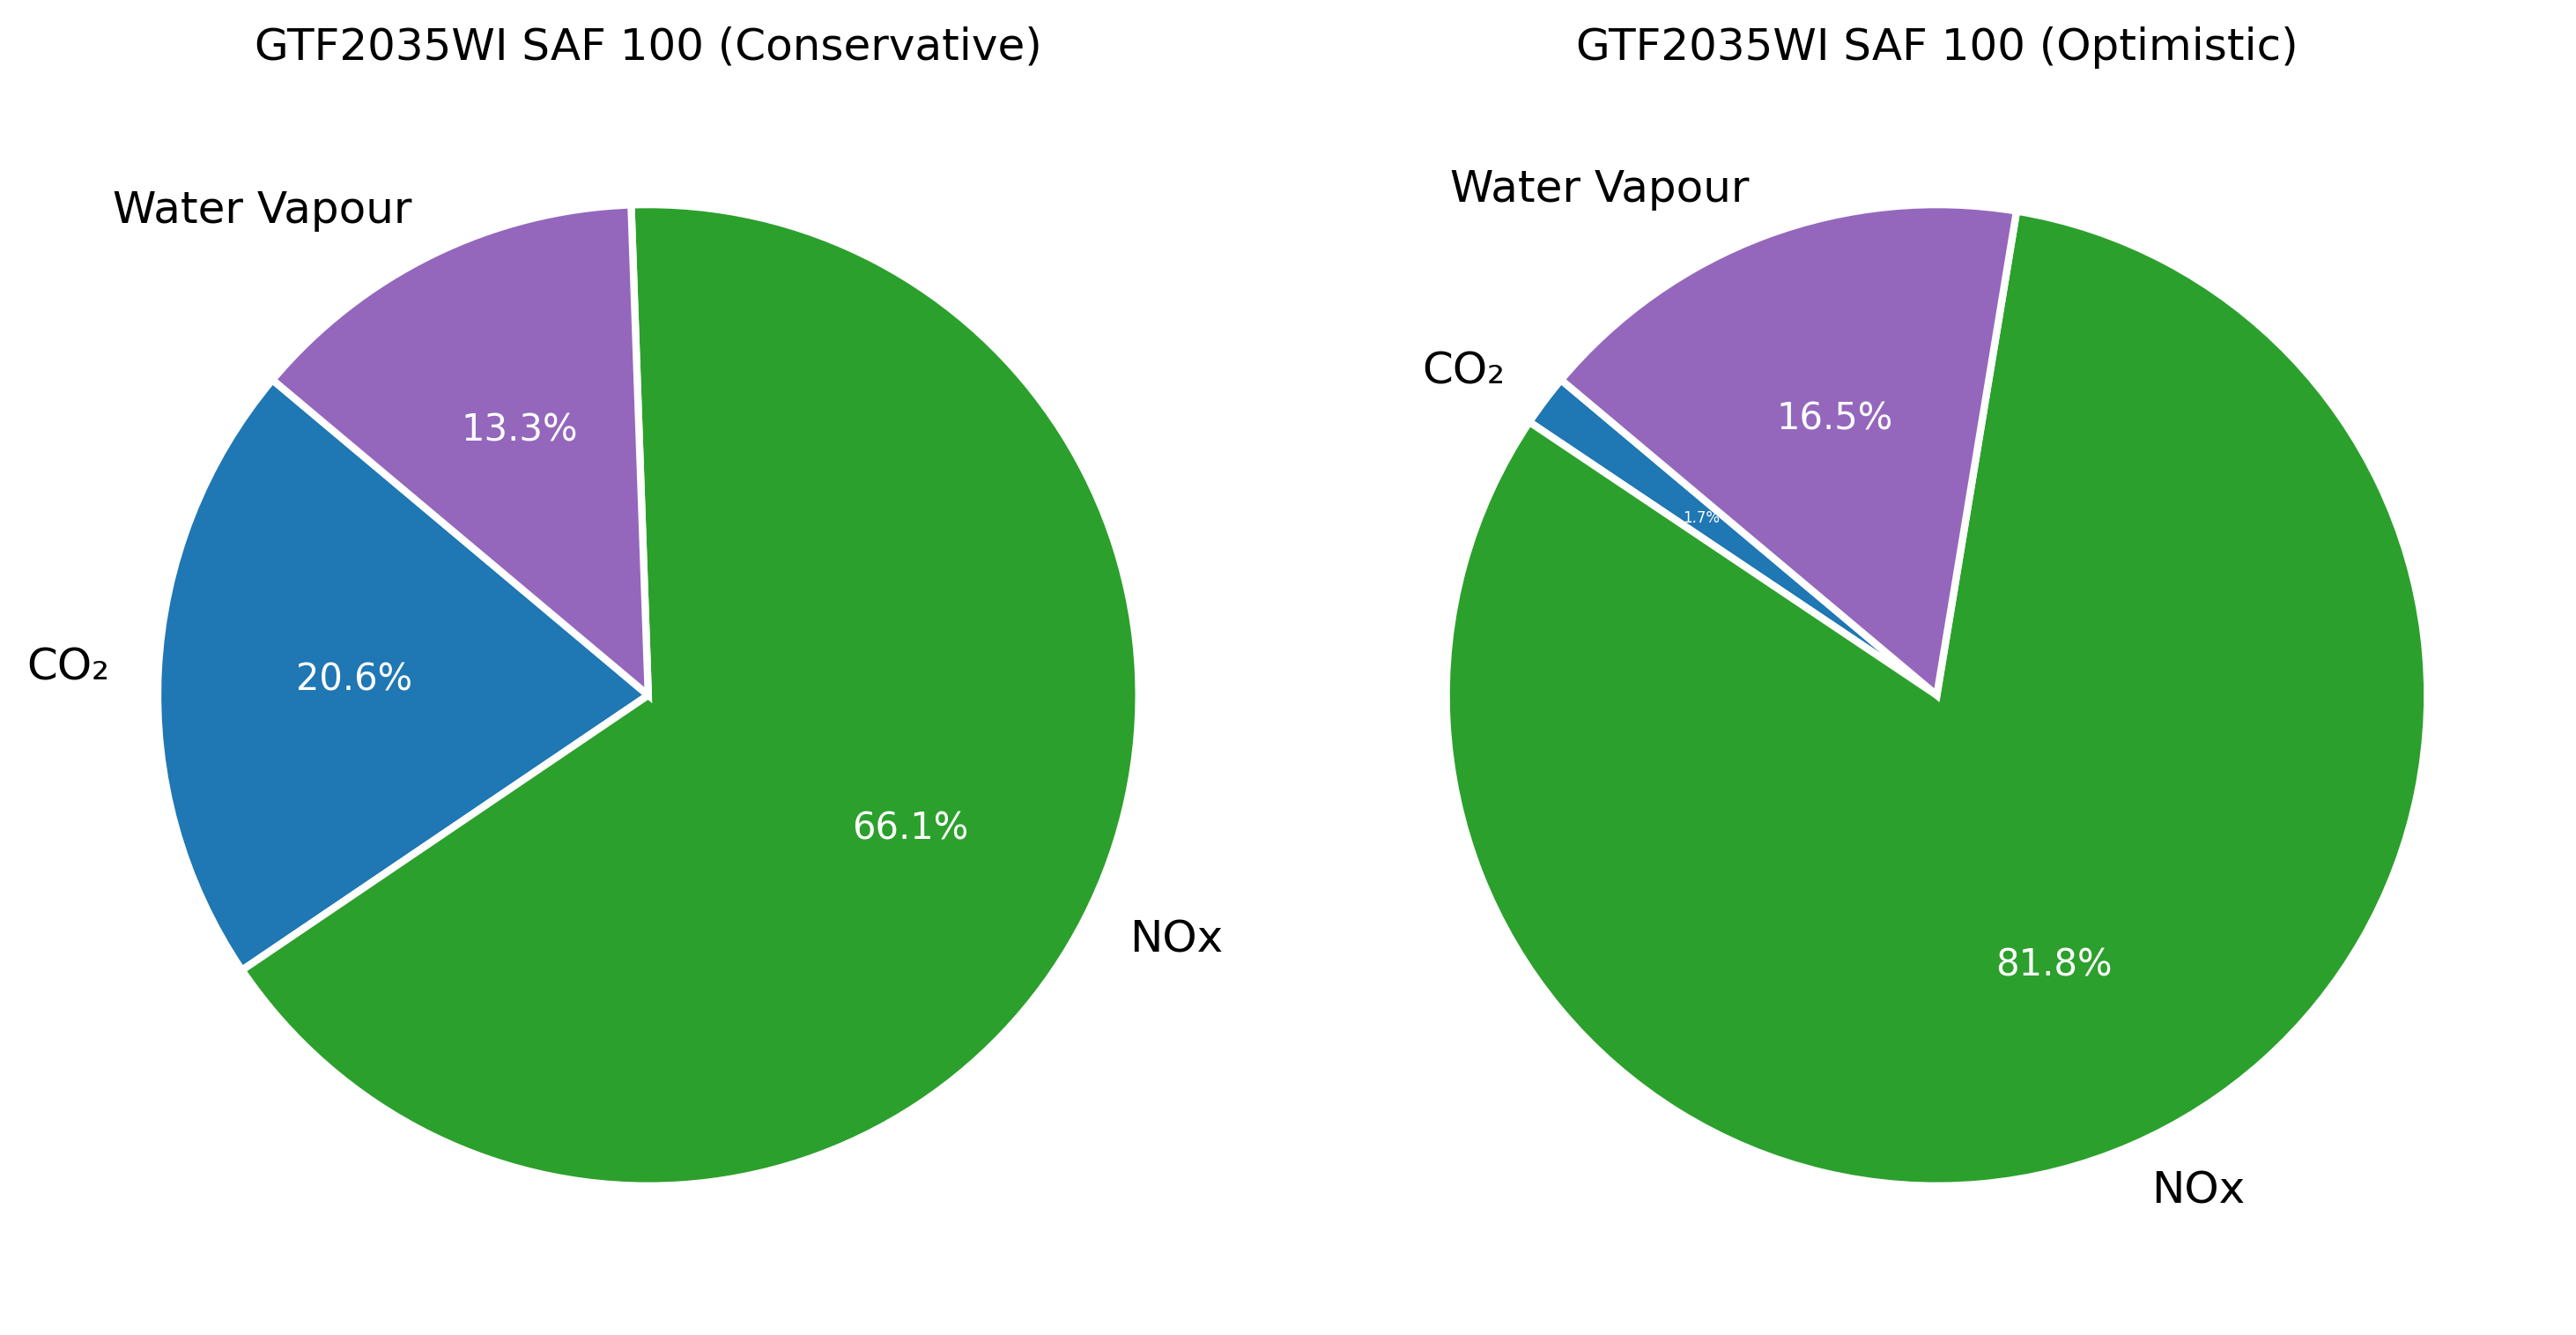 GTF2035WI SAF 100 (Conservative)
Water Vapour
13.3%
CO₂
20.6%
66.1%
NOx
GTF2035WI SAF 100 (Optimistic)
Water Vapour
CO₂
16.5%
1.7%
81.8%
NOx